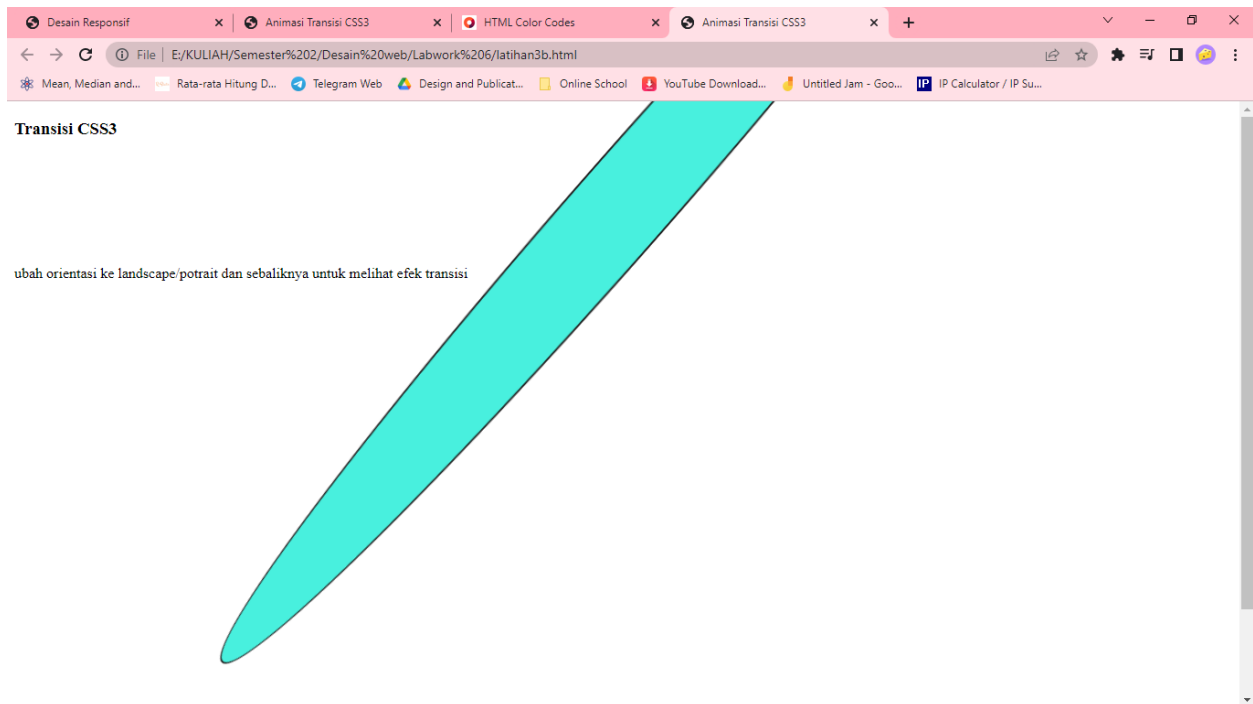 Desain Responsif
Animasi Transisi CSS3
HTML Color Codes
Animasi Transisi CSS3
File | E:/KULIAH/Semester%202/Desain%20web/Labwork%206/latihan3b.html
Mean, Median and...
Rata-rata Hitung D...
Telegram Web
Design and Publicat...
Online School
YouTube Download...
Untitled Jam - Goo...
IP
IP Calculator / IP Su...
Transisi CSS3
ubah orientasi ke landscape/potrait dan sebaliknya untuk melihat efek transisi